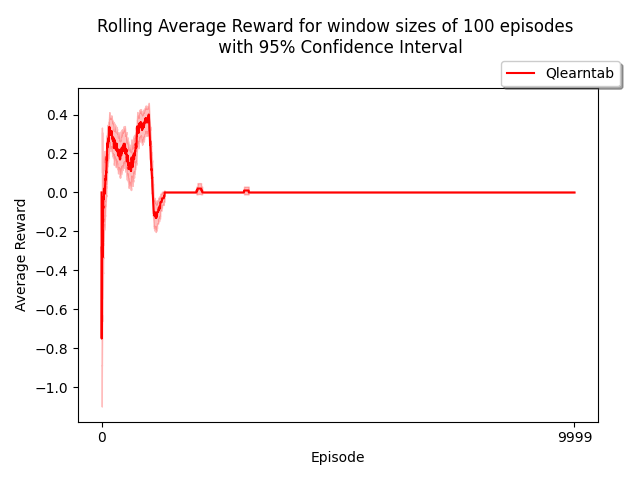 Rolling Average Reward for window sizes of 100 episodes
with 95% Confidence Interval
Qlearntab
0.4
0.2
0.0
−0.2
−0.4
−0.6
−0.8
−1.0
Average Reward
0
9999
Episode